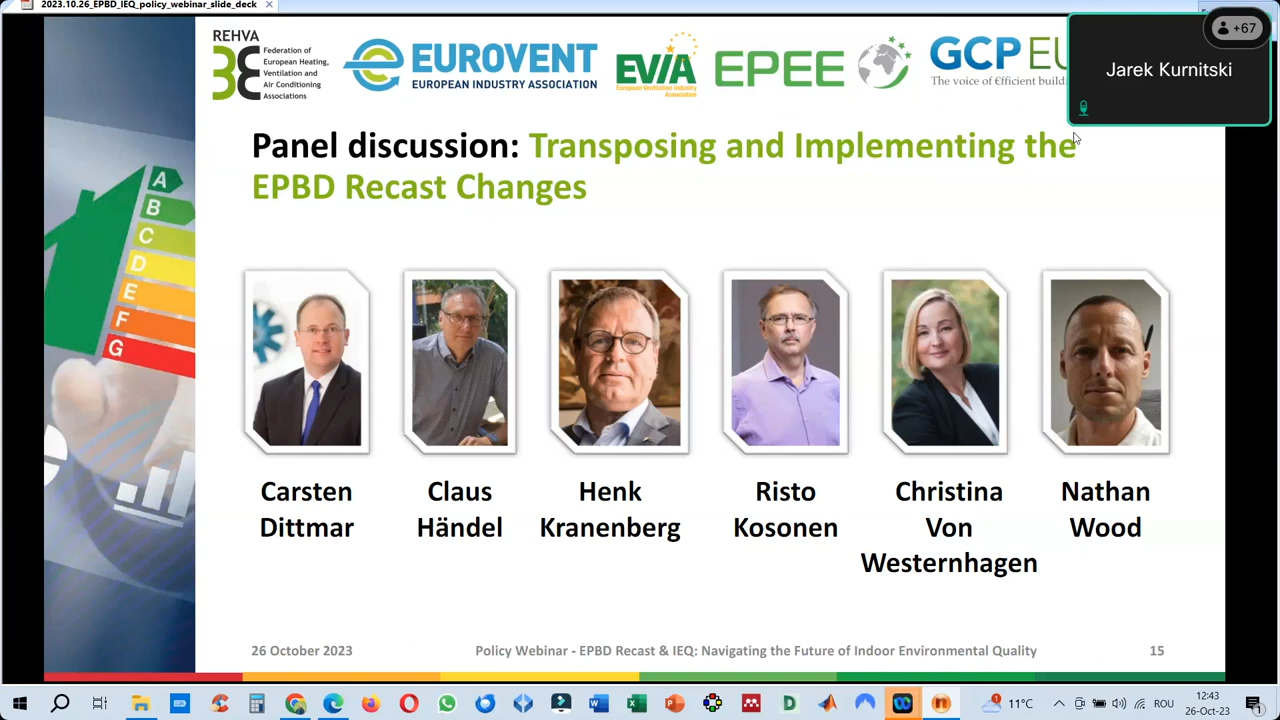 2023.10.26_EPBD_IEQ_policy_webinar_slide_deck
+67
Jarek Kurnitski
REHVA
Federation of
European Heating,
Ventilation and
Air Conditioning
Associations
EUROVENT
EUROPEAN INDUSTRY ASSOCIATION
EVIA
European Ventilation Industry
Association
EPEE
GCP EU
The voice of €fficient build
Panel discussion: Transposing and Implementing the
EPBD Recast Changes
A
B
C
D
E
F
G
Carsten
Dittmar
Claus
Händel
Henk
Kranenberg
Risto
Kosonen
Christina
Von
Westernhagen
Nathan
Wood
26 October 2023
Policy Webinar - EPBD Recast & IEQ: Navigating the Future of Indoor Environmental Quality
15
11°C
ROU
12:43
26-Oct-23